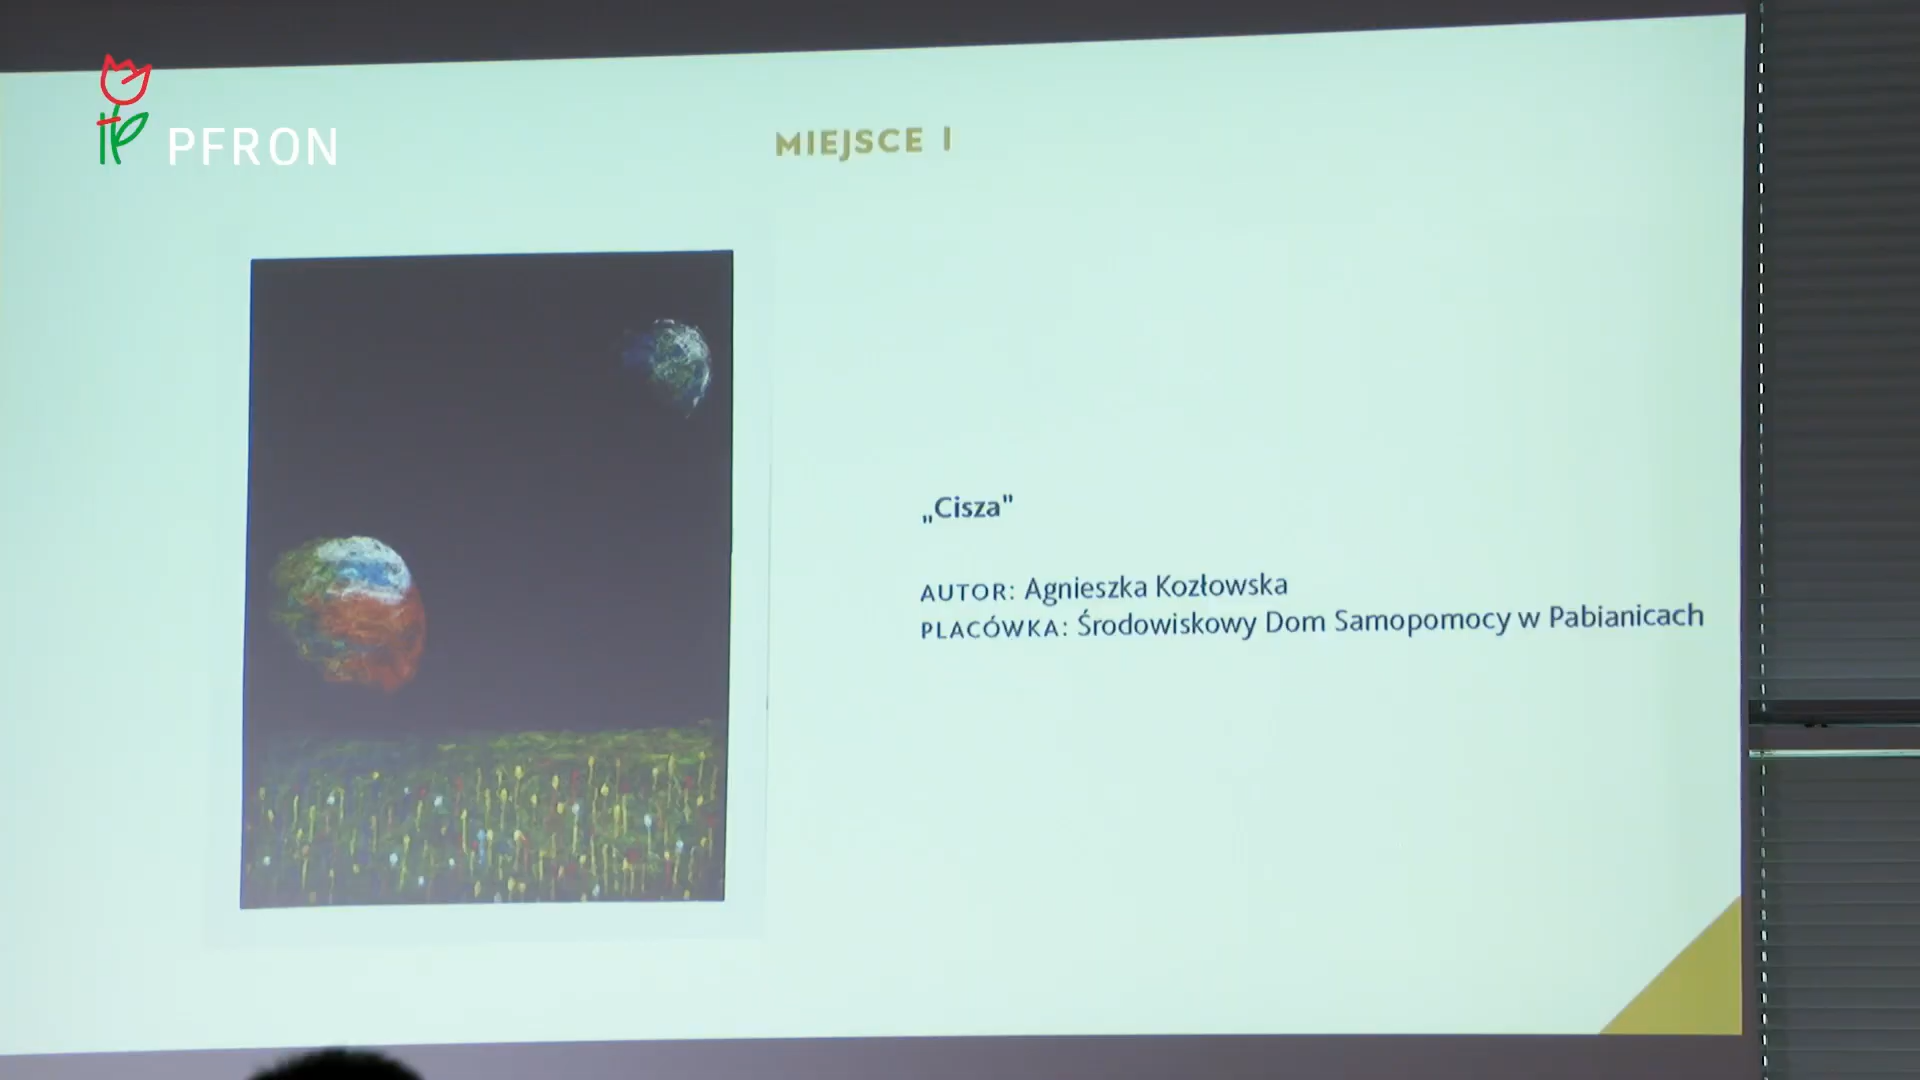 PFRON
MIEJSCE I
„Cisza"
AUTOR: Agnieszka Kozłowska
PLACÓWKA: Środowiskowy Dom Samopomocy w Pabianicach